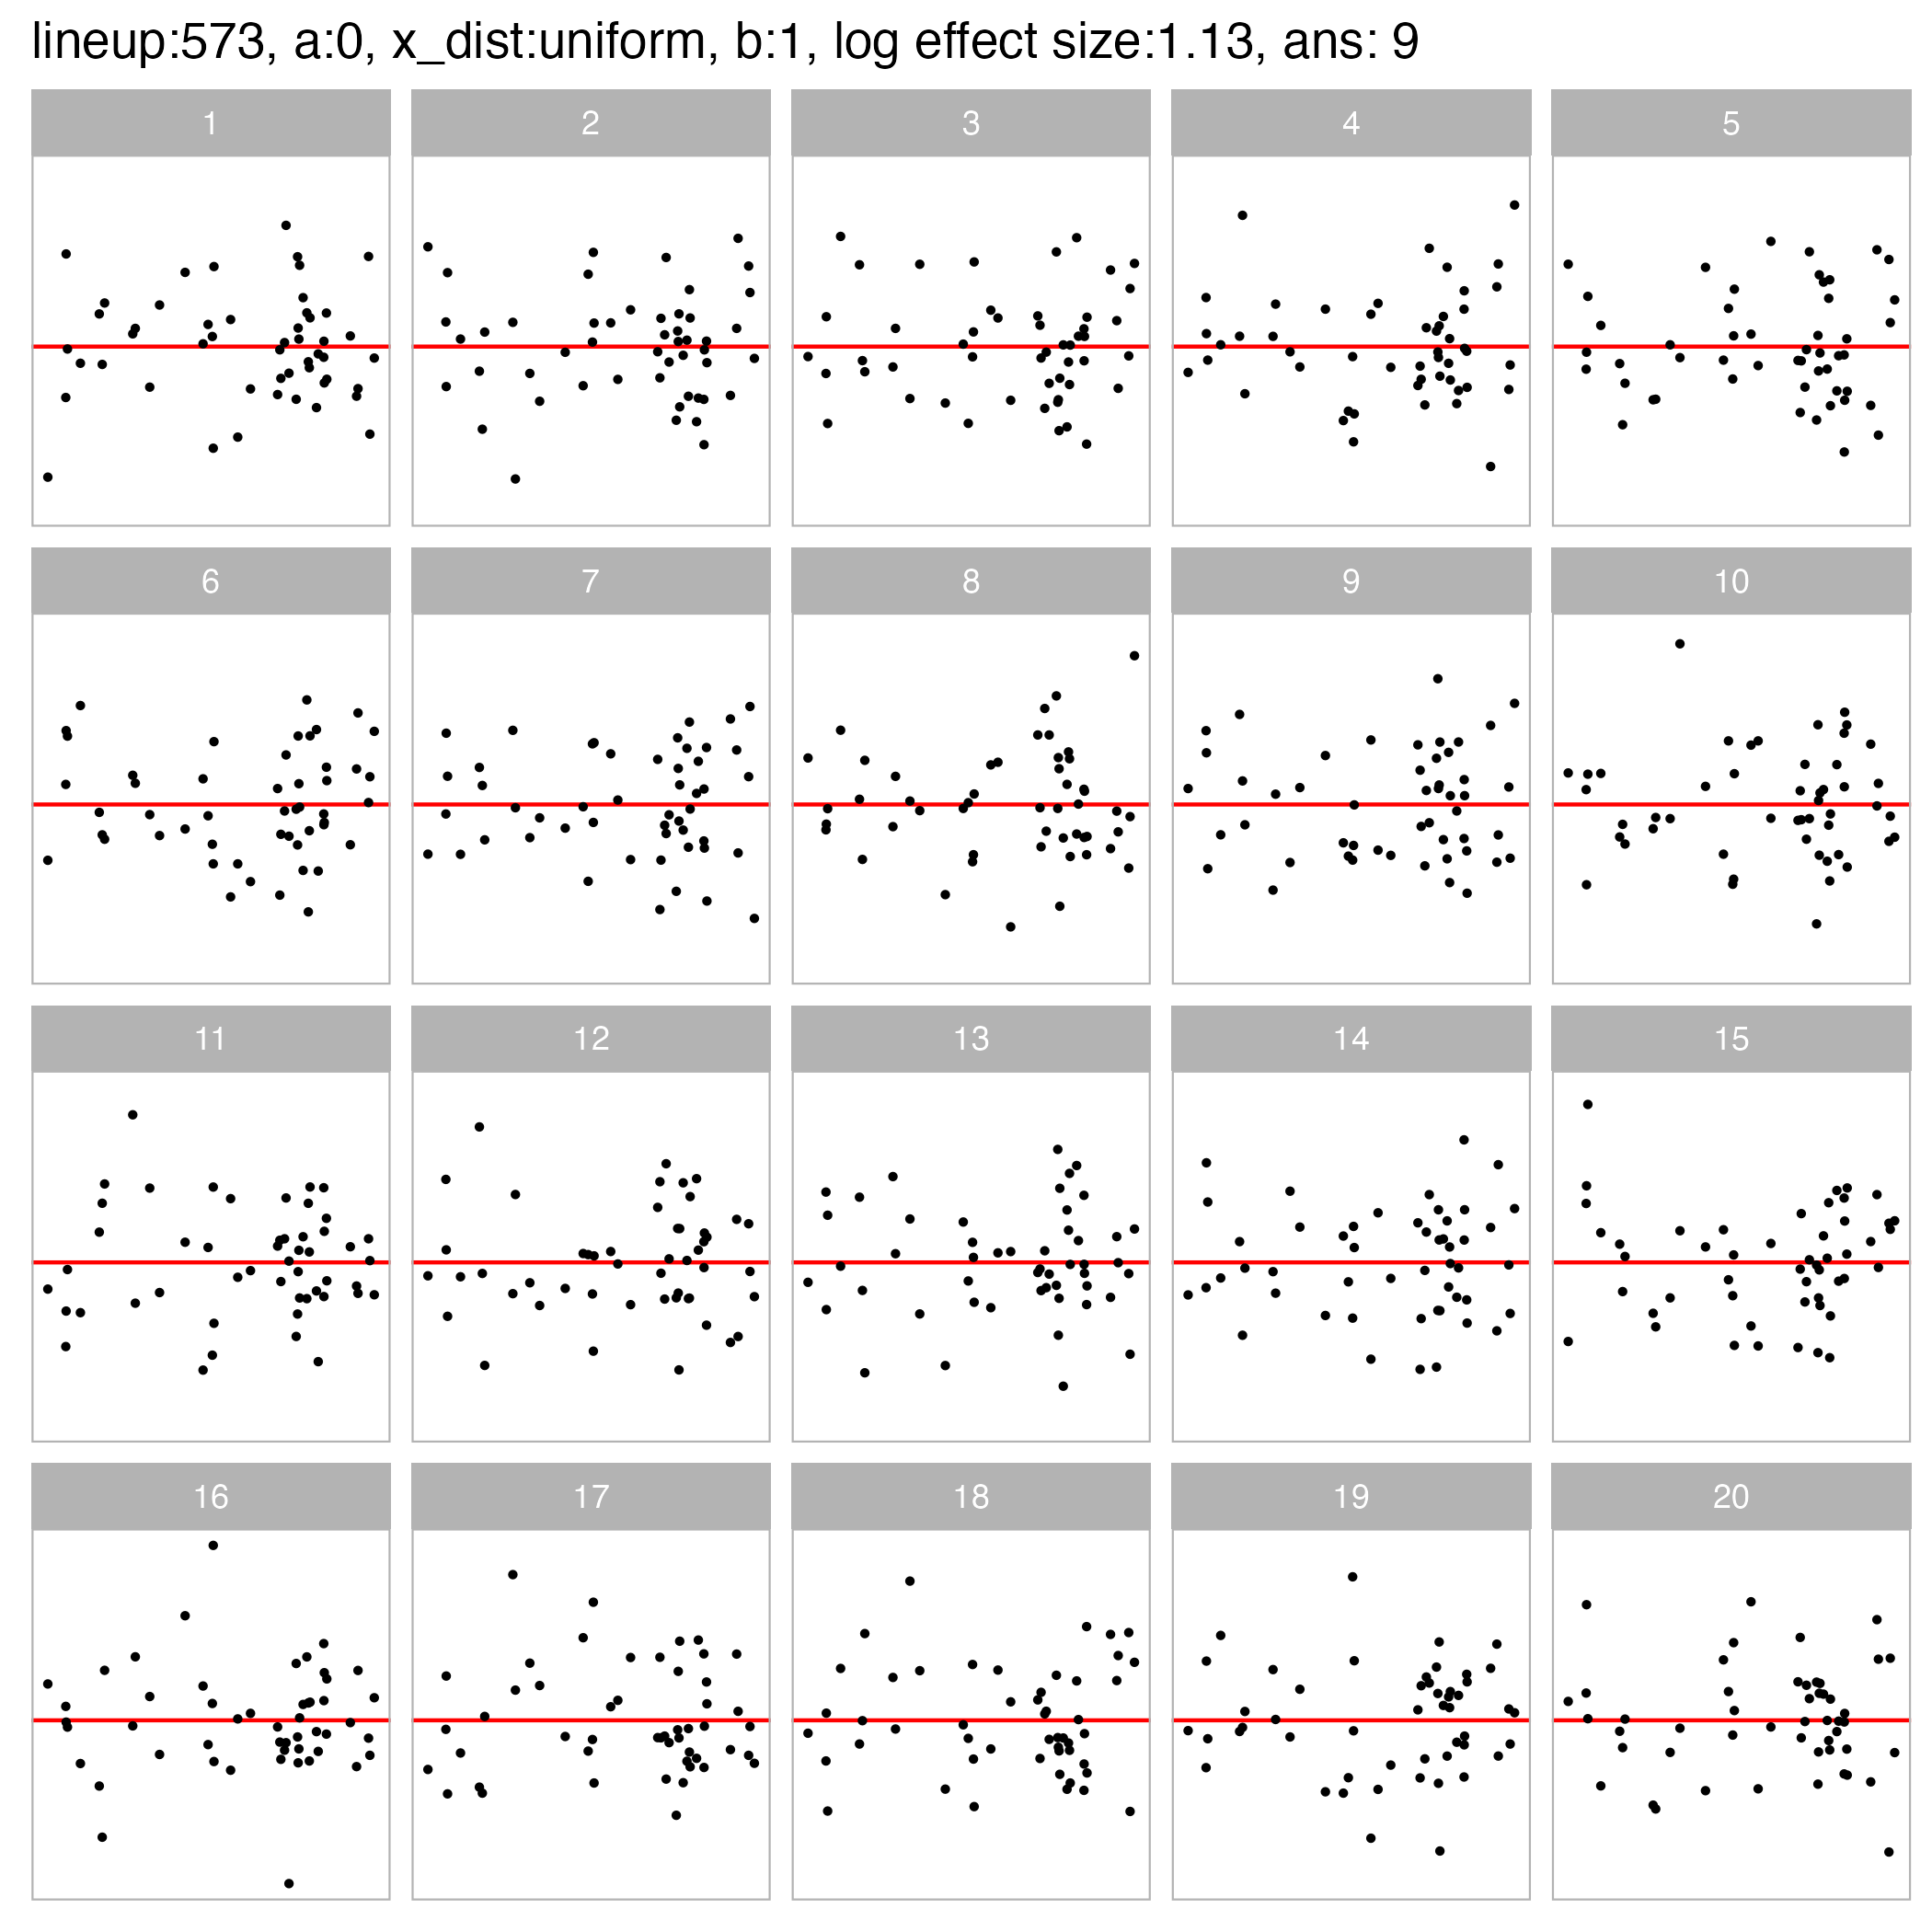 lineup:573, a:0, x_dist:uniform, b:1, log effect size:1.13, ans: 9
1 2 3 4 5
6 7 8 9 10
11 12 13 14 15
16 17 18 19 20